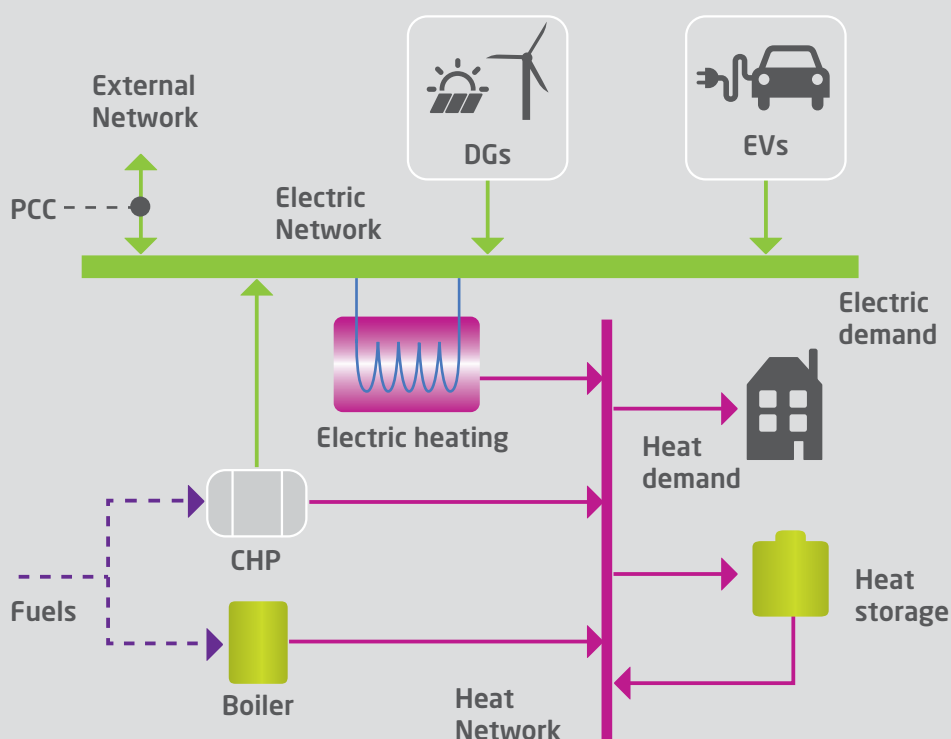 External
Network
DGs
EVs
PCC
Electric
Network
Electric
demand
Electric heating
Heat
demand
CHP
Fuels
Heat
storage
Boiler
Heat
Network